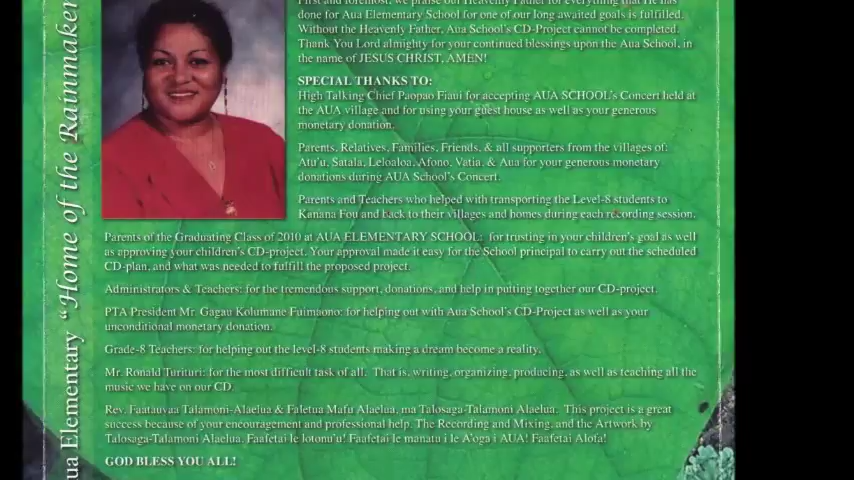 First and foremost, we praise our Heavenly Father for everything that He has
done for Aua Elementary School for one of our long awaited goals is fulfilled.
Without the Heavenly Father, Aua School's CD-Project cannot be completed.
Thank You Lord almighty for your continued blessings upon the Aua School, in
the name of JESUS CHRIST, AMEN!
SPECIAL THANKS TO:
High Talking Chief Paopao Fiaui for accepting AUA SCHOOL's Concert held at
the AUA village and for using your guest house as well as your generous
monetary donation.
Parents, Relatives, Families, Friends, & all supporters from the villages of:
Atu'u, Satala, Leloaloa, Afono, Vatia, & Aua for your generous monetary
donations during AUA School's Concert.
Parents and Teachers who helped with transporting the Level-8 students to
Kanana Fou and back to their villages and homes during each recording session.
Parents of the Graduating Class of 2010 at AUA ELEMENTARY SCHOOL: for trusting in your children's goal as well
as approving your children's CD-project. Your approval made it easy for the School principal to carry out the scheduled
CD-plan, and what was needed to fulfill the proposed project.
Administrators & Teachers: for the tremendous support, donations, and help in putting together our CD-project.
PTA President Mr. Gagau Kolumane Fuimaono: for helping out with Aua School's CD-Project as well as your
unconditional monetary donation.
Grade-8 Teachers: for helping out the level-8 students making a dream become a reality.
Mr. Ronald Turituri: for the most difficult task of all. That is, writing, organizing, producing, as well as teaching all the
music we have on our CD.
Rev. Faatauvaa Talamoni-Alaelua & Faletua Mafu Alaelua, ma Talosaga-Talamoni Alaelua. This project is a great
success because of your encouragement and professional help. The Recording and Mixing, and the Artwork by
Talosaga-Talamoni Alaelua. Faafetai le lotonu'u! Faafetai le manatu i le A'oga i AUA! Faafetai Alofa!
GOD BLESS YOU ALL!
ua Elementary "Home of the Rainmaker